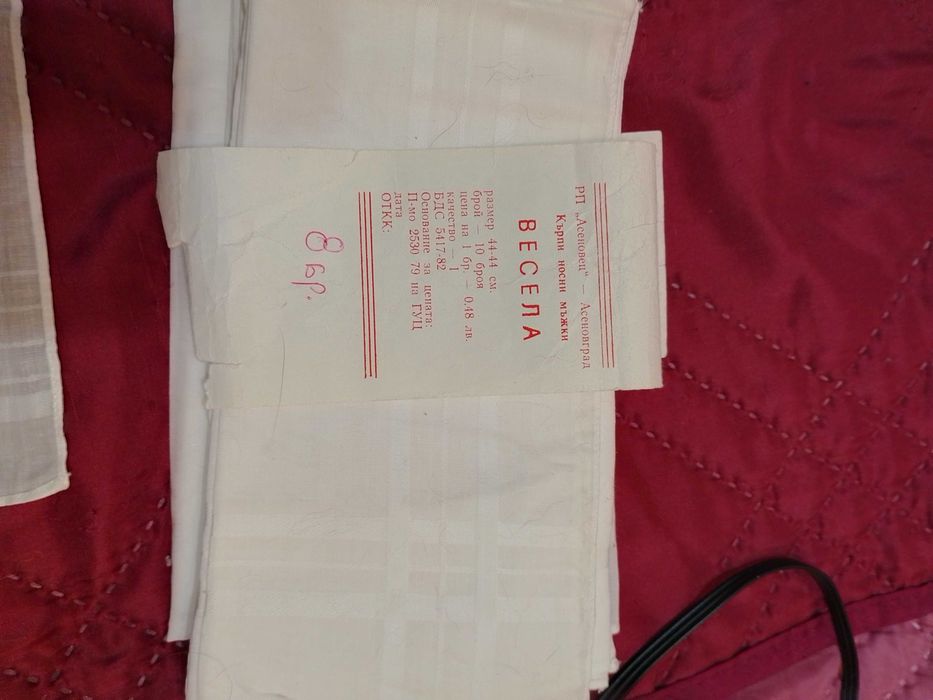 РП „Асеновец“ — Асеновград
Кърпи носни мъжки
ВЕСЕЛА
размер 44-44 см.
брой — 10 броя
цена на 1 бр. — 0.48 лв.
качество — I
БДС 5417-82
Основание за цената:
П-мо 2530 79 на ГУЦ
дата
ОТКК:
8 бр.